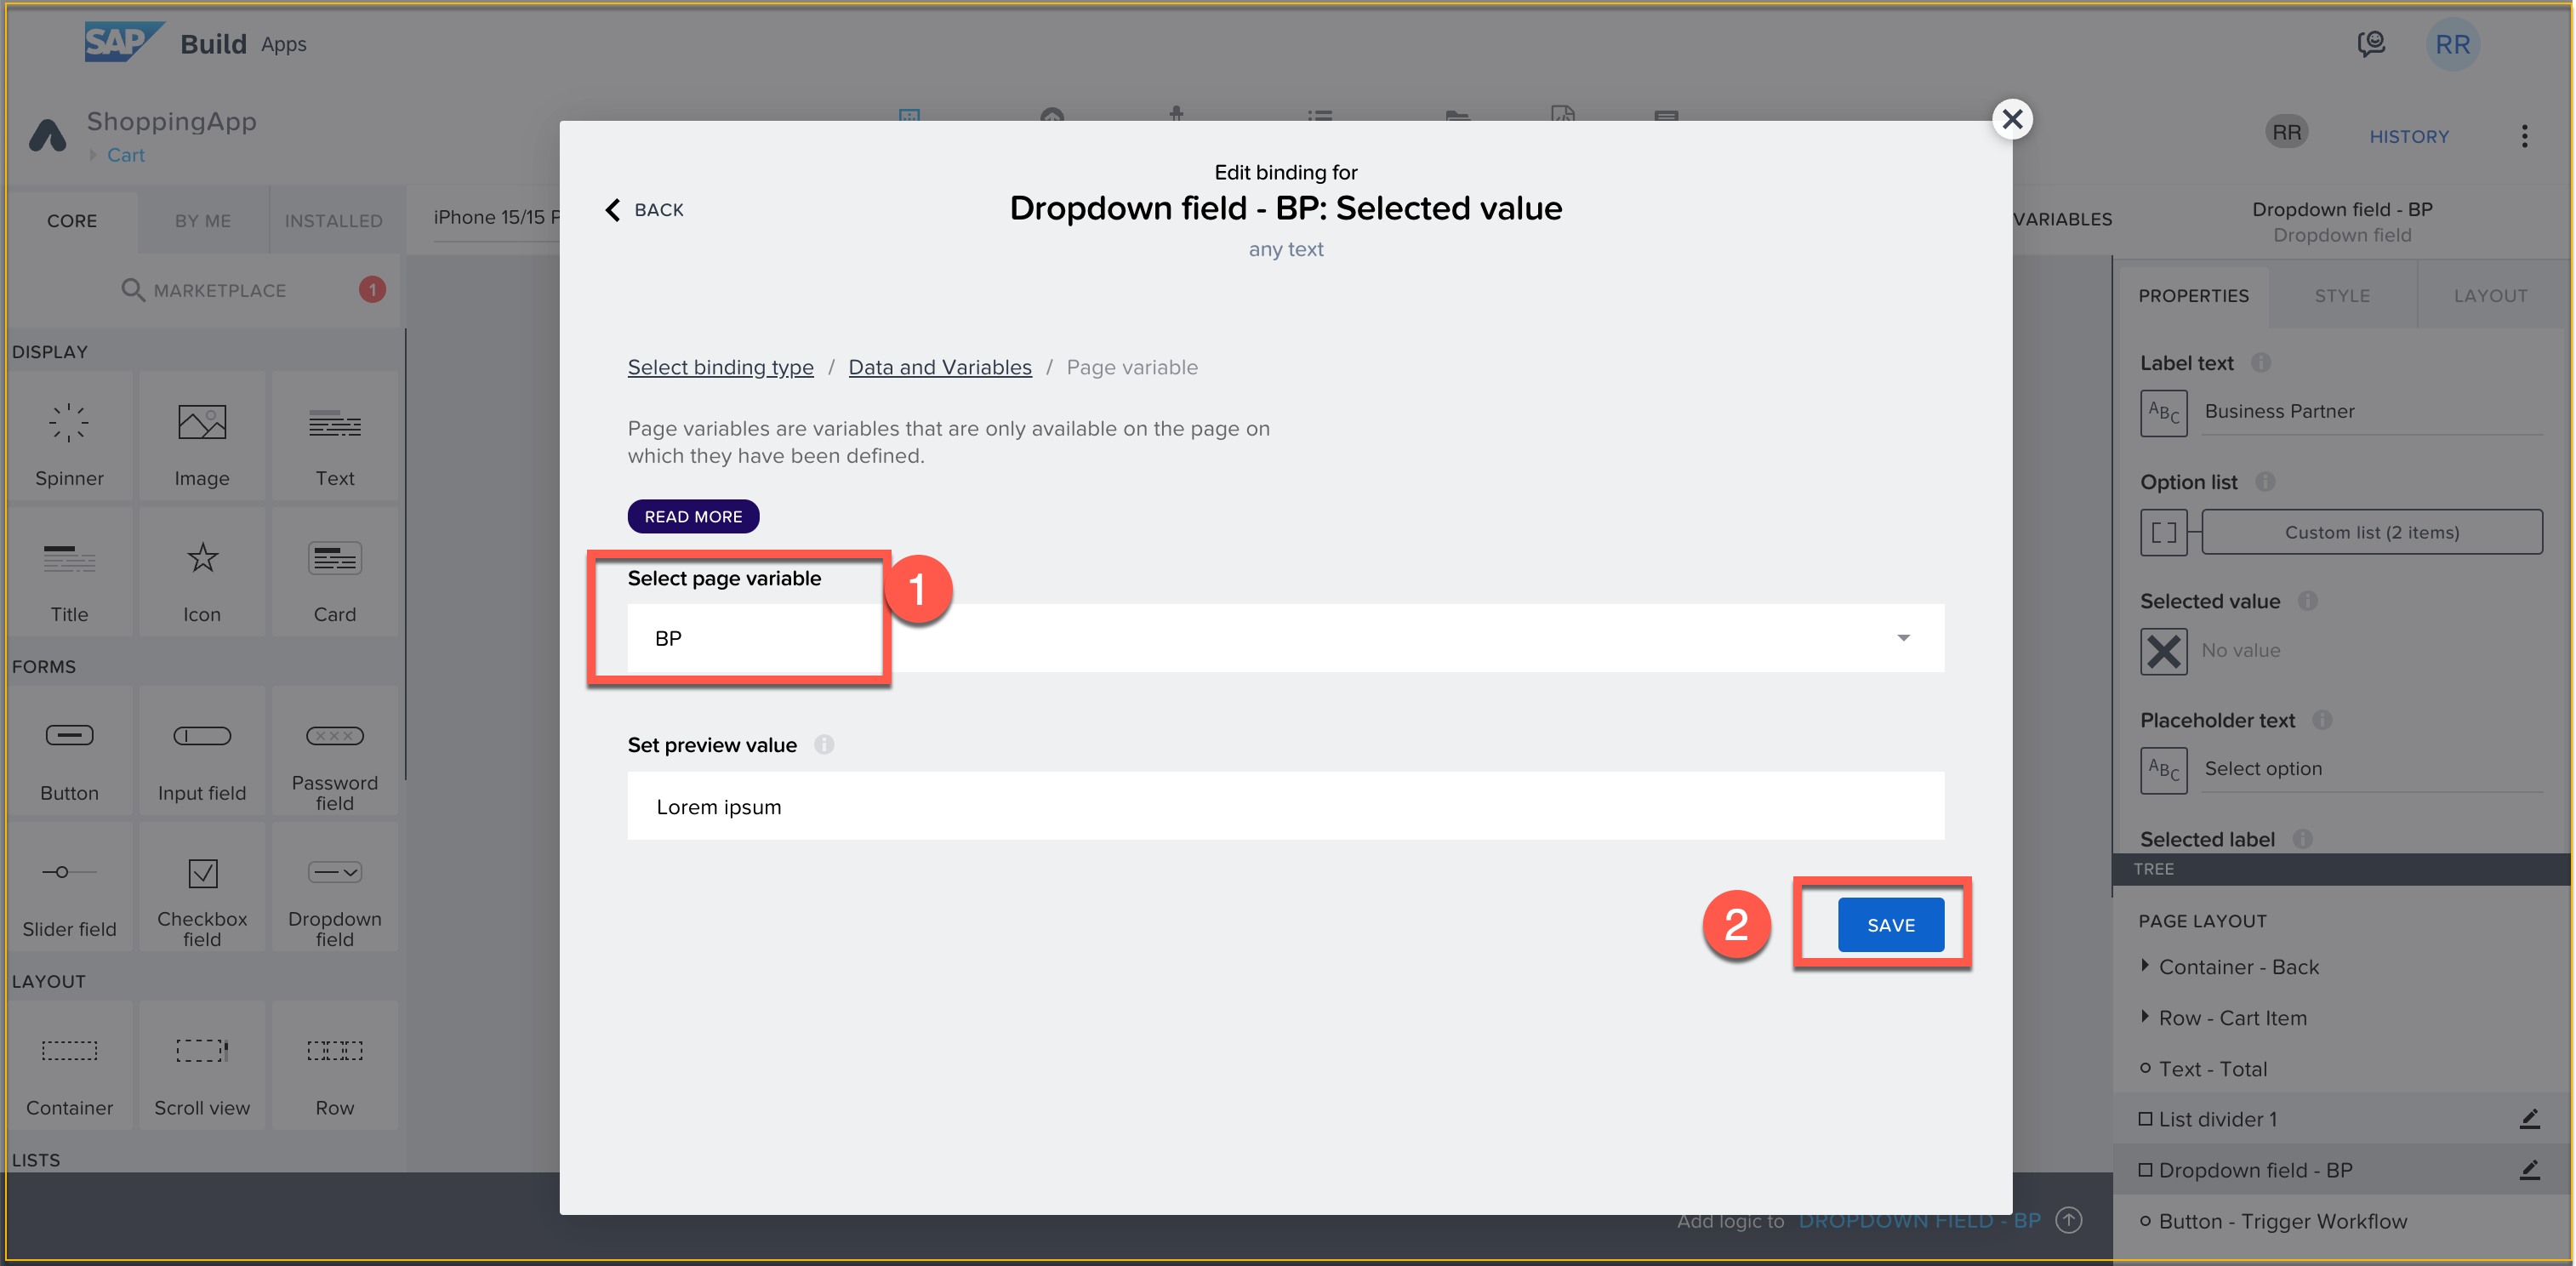 SAP Build Apps
RR
ShoppingApp
Cart
RR
HISTORY
CORE
BY ME
INSTALLED
iPhone 15/15 P
VARIABLES
MARKETPLACE
1
DISPLAY
Spinner
Image
Text
Title
Icon
Card
FORMS
Button
Input field
Password
field
Slider field
Checkbox
field
Dropdown
field
LAYOUT
Container
Scroll view
Row
LISTS
BACK
Edit binding for
Dropdown field - BP: Selected value
any text
Select binding type / Data and Variables / Page variable
Page variables are variables that are only available on the page on
which they have been defined.
READ MORE
Select page variable
1
BP
Set preview value
Lorem ipsum
2
SAVE
Add logic to DROPDOWN FIELD - BP
Dropdown field - BP
Dropdown field
PROPERTIES
STYLE
LAYOUT
Label text
ABC
Business Partner
Option list
Custom list (2 items)
Selected value
No value
Placeholder text
ABC
Select option
Selected label
TREE
PAGE LAYOUT
Container - Back
Row - Cart Item
Text - Total
List divider 1
Dropdown field - BP
Button - Trigger Workflow